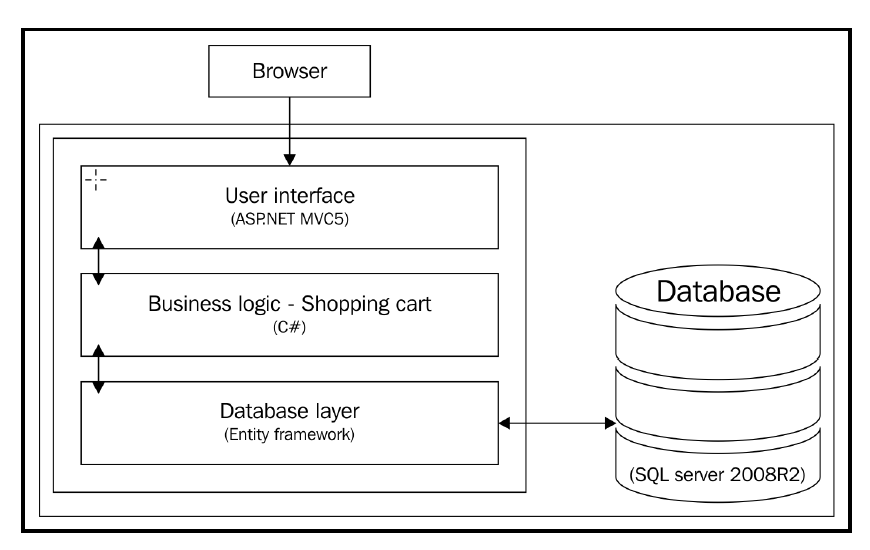 Browser
User interface
(ASP.NET MVC5)
Business logic - Shopping cart
(C#)
Database layer
(Entity framework)
Database
(SQL server 2008R2)